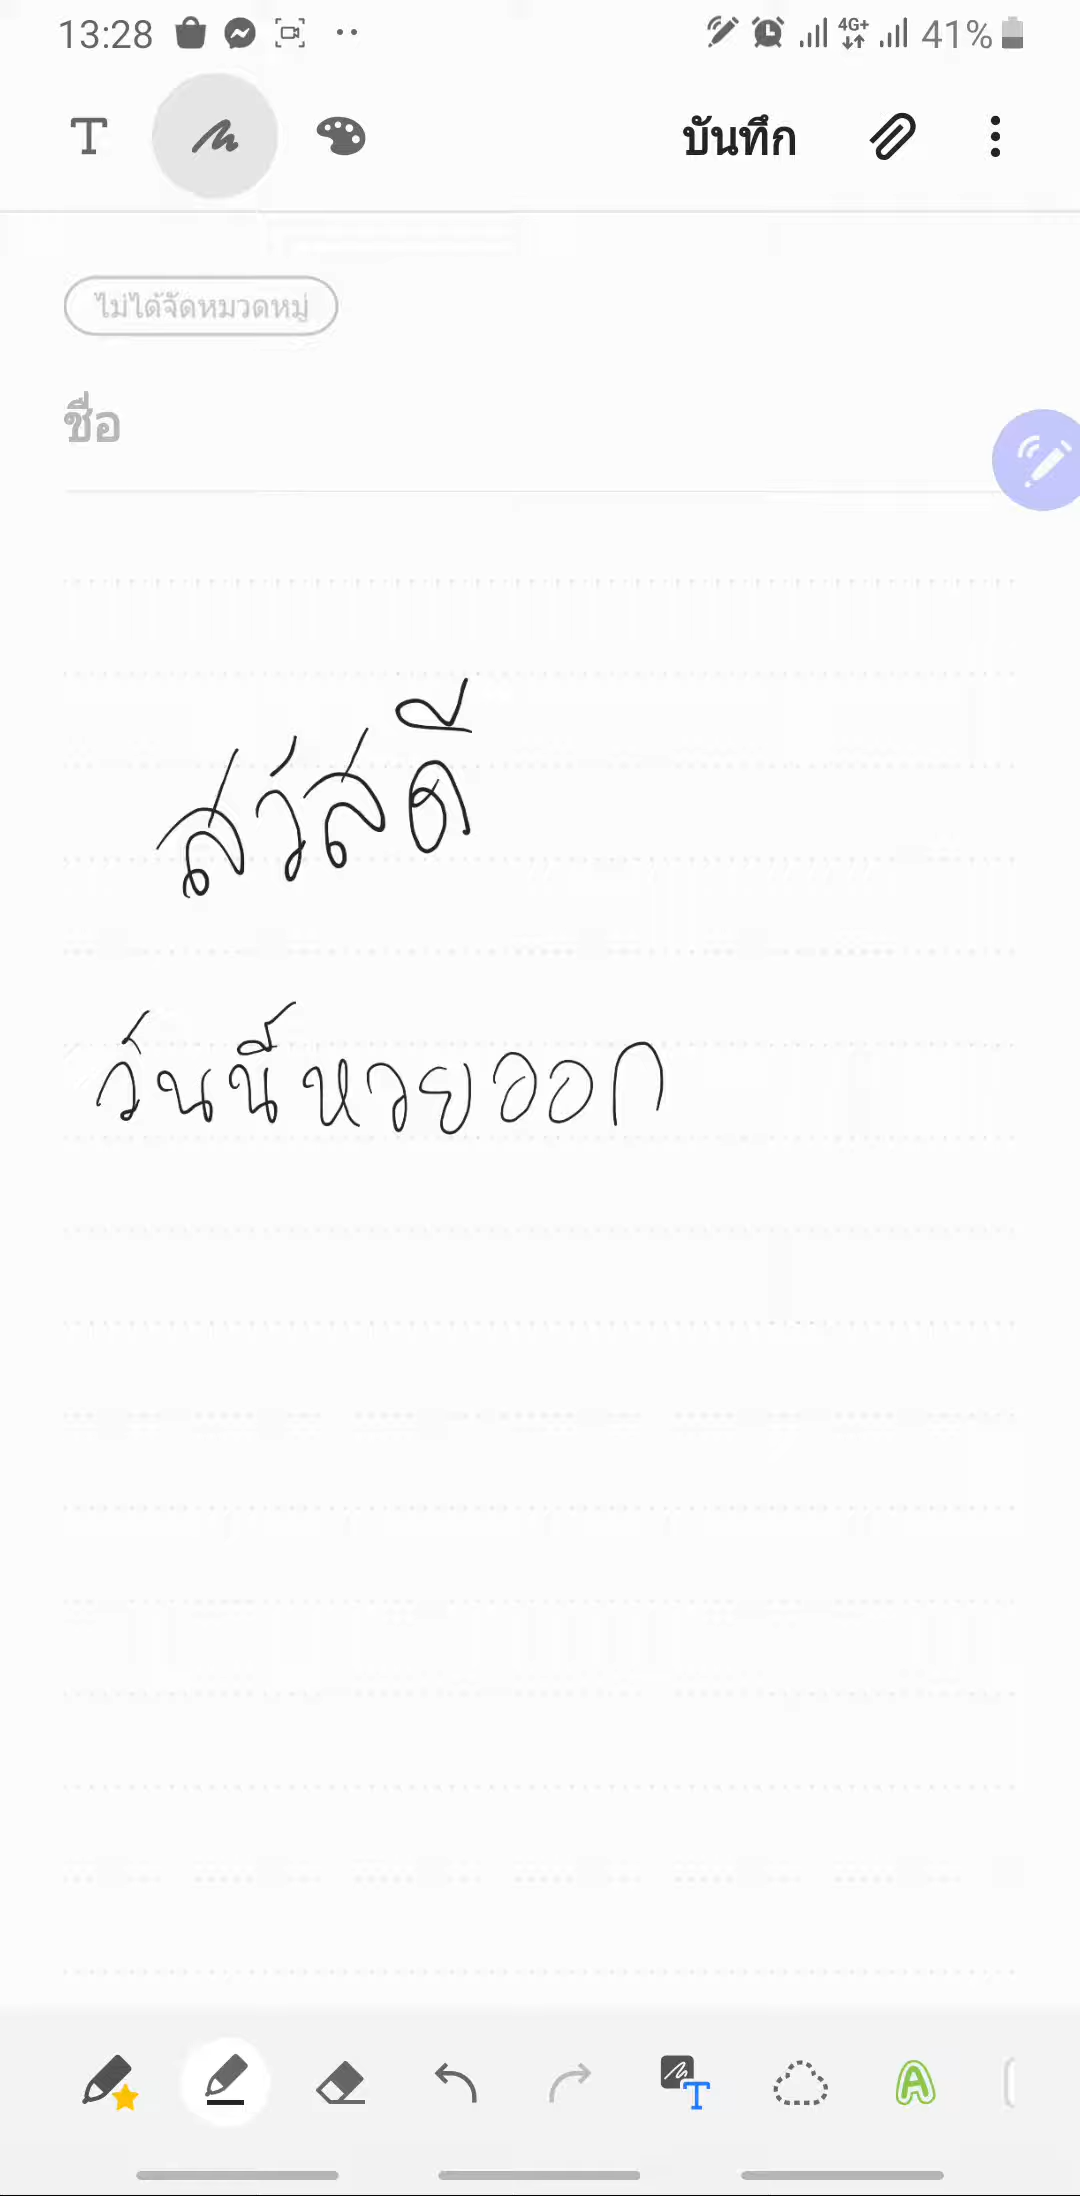 13:28 4G+ 41%
T บันทึก
ไม่ได้จัดหมวดหมู่
ชื่อ
สวัสดี
วันนี้หวยออก
T A